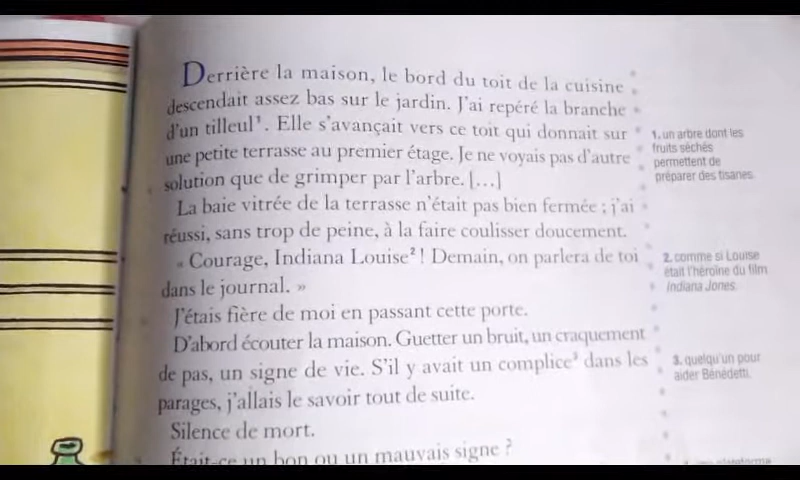 Derrière la maison, le bord du toit de la cuisine
descendait assez bas sur le jardin. J'ai repéré la branche
d'un tilleul¹. Elle s'avançait vers ce toit qui donnait sur
une petite terrasse au premier étage. Je ne voyais pas d'autre
solution que de grimper par l'arbre. [...]
La baie vitrée de la terrasse n'était pas bien fermée ; j'ai
réussi, sans trop de peine, à la faire coulisser doucement.
« Courage, Indiana Louise² ! Demain, on parlera de toi
dans le journal. »
J'étais fière de moi en passant cette porte.
D'abord écouter la maison. Guetter un bruit, un craquement
de pas, un signe de vie. S'il y avait un complice³ dans les
parages, j'allais le savoir tout de suite.
Silence de mort.
Était-ce un bon ou un mauvais signe ?
1. un arbre dont les
fruits séchés
permettent de
préparer des tisanes.
2. comme si Louise
était l'héroïne du film
Indiana Jones.
3. quelqu'un pour
aider Bénédetti.